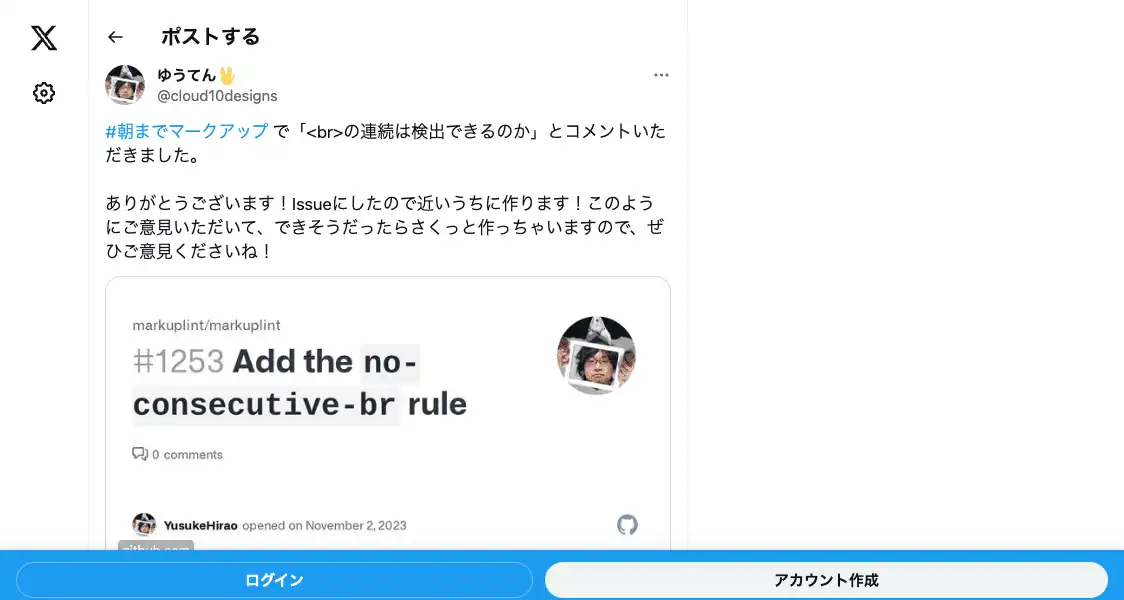 ポストする
ゆうてん🖖
@cloud10designs
#朝までマークアップ で「<br>の連続は検出できるのか」とコメントいた
だきました。
ありがとうございます！Issueにしたので近いうちに作ります！このよう
にご意見いただいて、できそうだったらさくっと作っちゃいますので、ぜ
ひご意見くださいね！
markuplint/markuplint
#1253 Add the no-
consecutive-br rule
0 comments
YusukeHirao opened on November 2, 2023
github.com
ログイン
アカウント作成